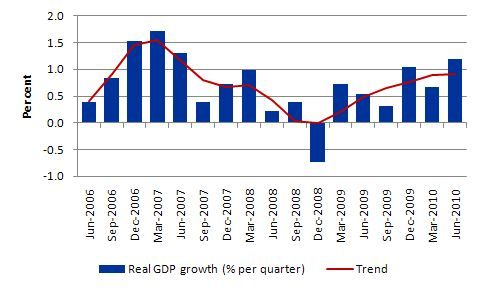 2.0
1.5
1.0
0.5
0.0
-0.5
-1.0
Percent
Jun-2006
Sep-2006
Dec-2006
Mar-2007
Jun-2007
Sep-2007
Dec-2007
Mar-2008
Jun-2008
Sep-2008
Dec-2008
Mar-2009
Jun-2009
Sep-2009
Dec-2009
Mar-2010
Jun-2010
Real GDP growth (% per quarter)
Trend